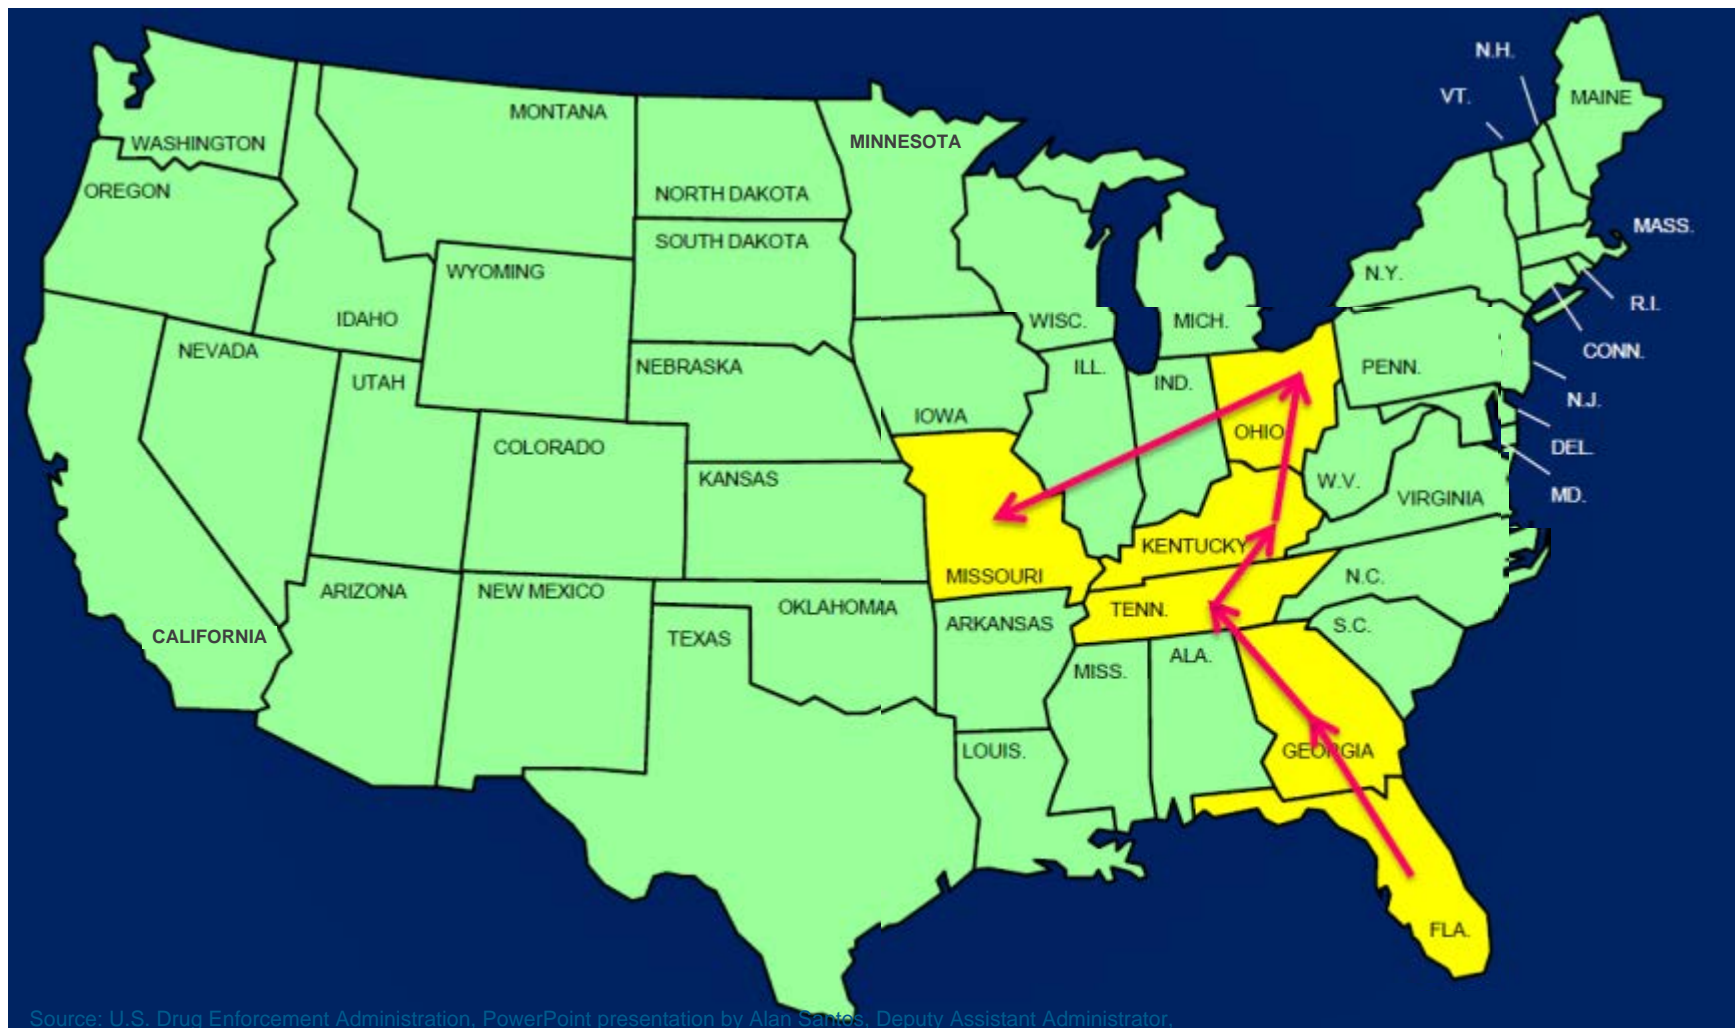 N.H.
VT.
MAINE
MONTANA
MINNESOTA
WASHINGTON
OREGON
NORTH DAKOTA
MASS.
SOUTH DAKOTA
WYOMING
N.Y.
R.I.
IDAHO
WISC.
MICH.
NEVADA
CONN.
UTAH
NEBRASKA
ILL.
IND.
PENN.
N.J.
IOWA
OHIO
COLORADO
DEL.
KANSAS
W.V.
VIRGINIA
MD.
KENTUCKY
MISSOURI
N.C.
ARIZONA
NEW MEXICO
OKLAHOMA
TENN.
ARKANSAS
S.C.
CALIFORNIA
TEXAS
ALA.
MISS.
LOUIS.
GEORGIA
FLA.
Source: U.S. Drug Enforcement Administration, PowerPoint presentation by Alan Santos, Deputy Assistant Administrator,